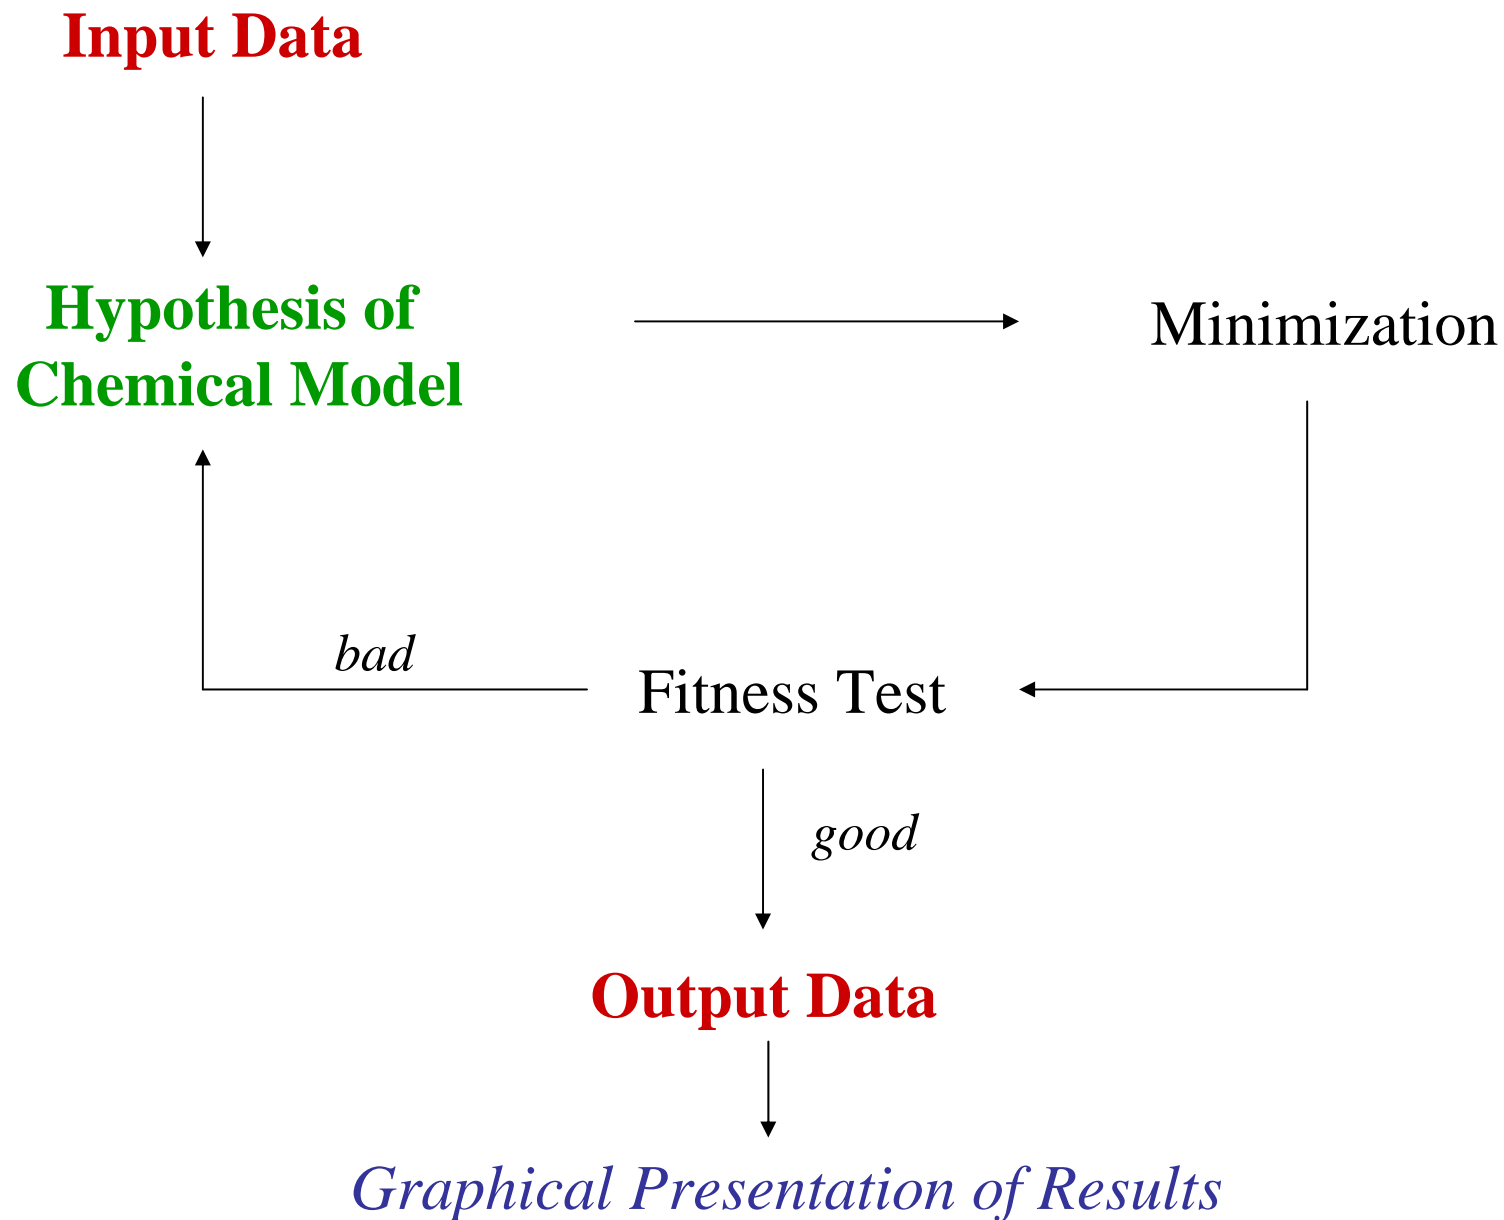 Input Data
Hypothesis of
Chemical Model
Minimization
bad
Fitness Test
good
Output Data
Graphical Presentation of Results